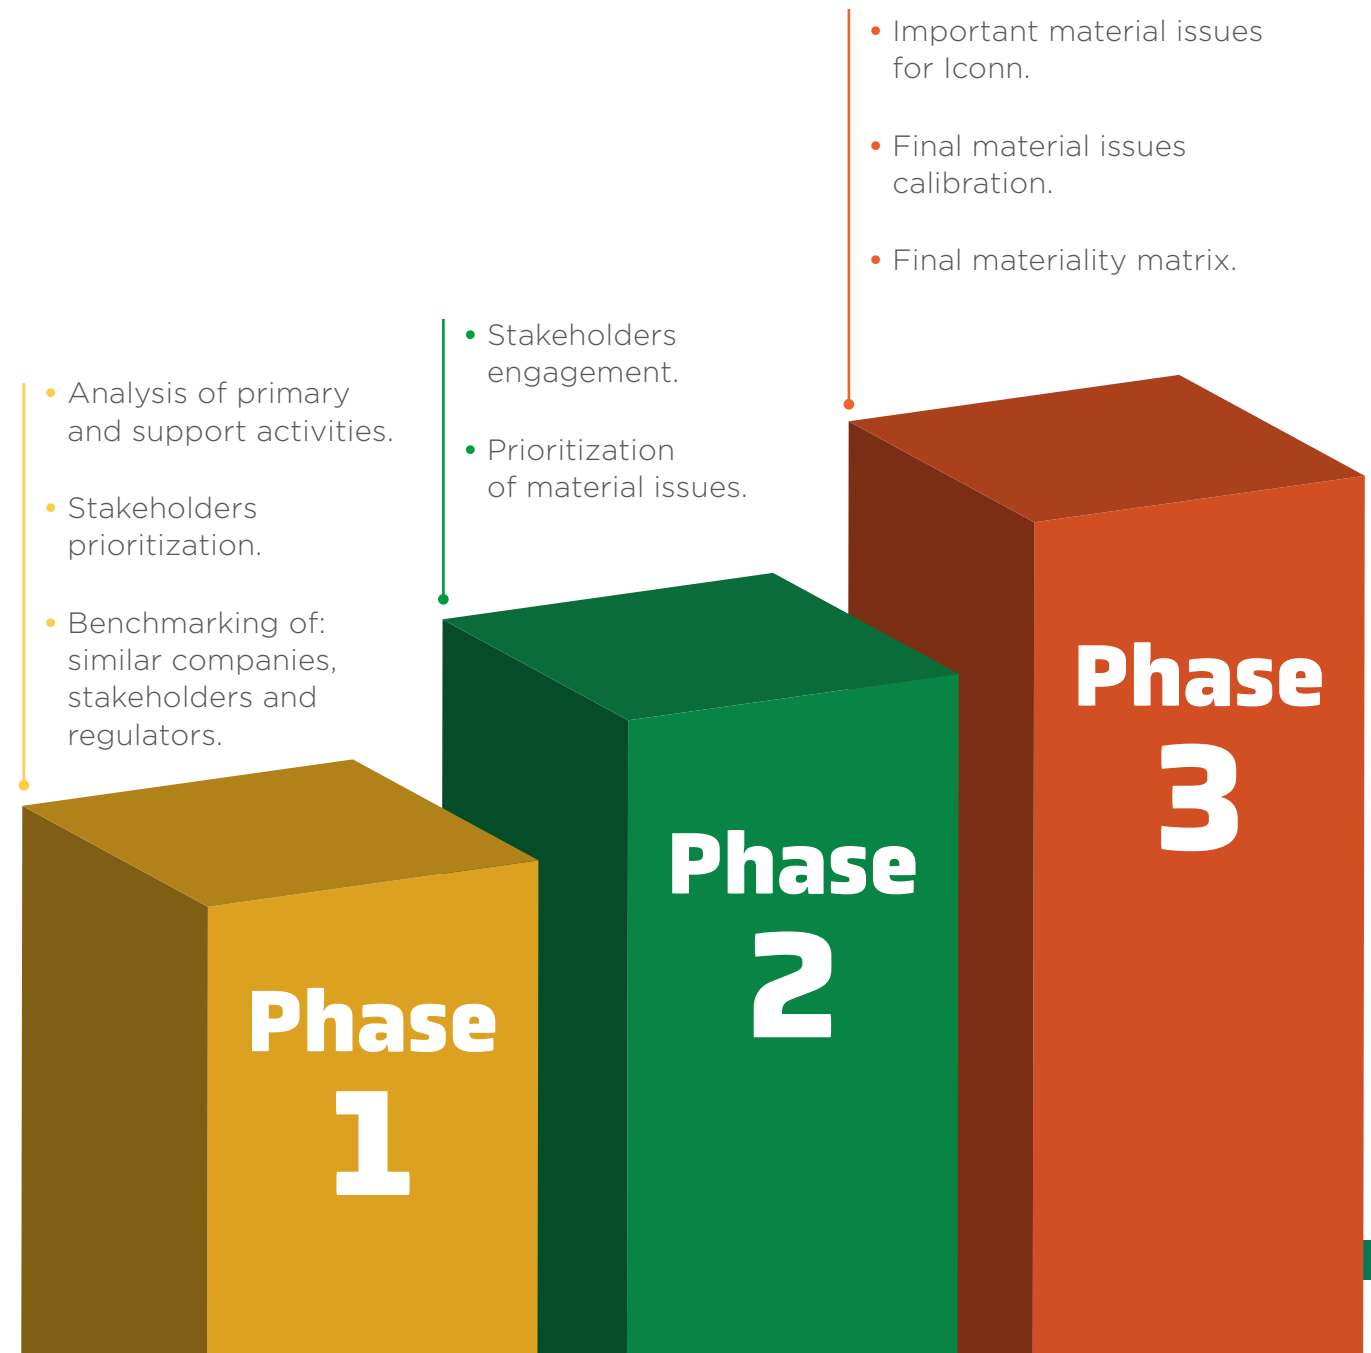 • Analysis of primary
and support activities.
• Stakeholders
prioritization.
• Benchmarking of:
similar companies,
stakeholders and
regulators.
Phase
1
• Stakeholders
engagement.
• Prioritization
of material issues.
Phase
2
• Important material issues
for Iconn.
• Final material issues
calibration.
• Final materiality matrix.
Phase
3